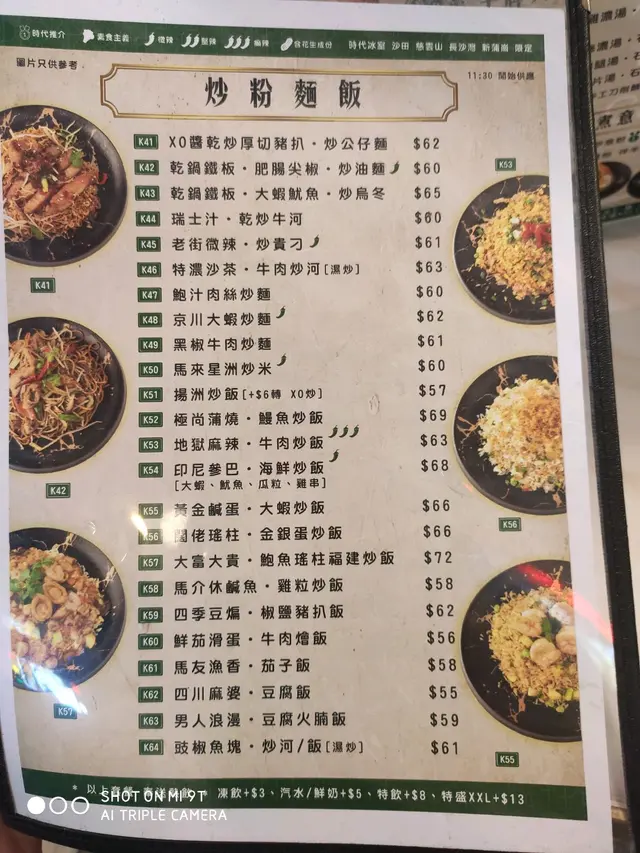 時代推介 素食主義 微辣 堅辣 癲辣 含花生成份 時代冰室 沙田 慈雲山 長沙灣 新蒲崗 限定
圖片只供參考
11:30 開始供應
炒粉麵飯
K41 XO醬乾炒厚切豬扒・炒公仔麵 $62
K42 乾鍋鐵板・肥腸尖椒・炒油麵 $60
K43 乾鍋鐵板・大蝦魷魚・炒烏冬 $65
K44 瑞士汁・乾炒牛河 $60
K45 老街微辣・炒貴刁 $61
K46 特濃沙茶・牛肉炒河[濕炒] $63
K47 鮑汁肉絲炒麵 $60
K48 京川大蝦炒麵 $62
K49 黑椒牛肉炒麵 $61
K50 馬來星洲炒米 $60
K51 揚洲炒飯[+$6轉 XO炒] $57
K52 極尚蒲燒・鰻魚炒飯 $69
K53 地獄麻辣・牛肉炒飯 $63
K54 印尼參巴・海鮮炒飯 $68
[大蝦、魷魚、瓜粒、雞串]
K55 黃金鹹蛋・大蝦炒飯 $66
K56 闊佬瑤柱・金銀蛋炒飯 $66
K57 大富大貴・鮑魚瑤柱福建炒飯 $72
K58 馬介休鹹魚・雞粒炒飯 $58
K59 四季豆煸・椒鹽豬扒飯 $62
K60 鮮茄滑蛋・牛肉燴飯 $56
K61 馬友漁香・茄子飯 $58
K62 四川麻婆・豆腐飯 $55
K63 男人浪漫・豆腐火腩飯 $59
K64 豉椒魚塊・炒河/飯[濕炒] $61
K41
K42
K57
K53
K56
K55
* 以上 凍飲+$3、汽水/鮮奶+$5、特飲+$8、特盛XXL+$13
SHOT ON MI 9T
AI TRIPLE CAMERA